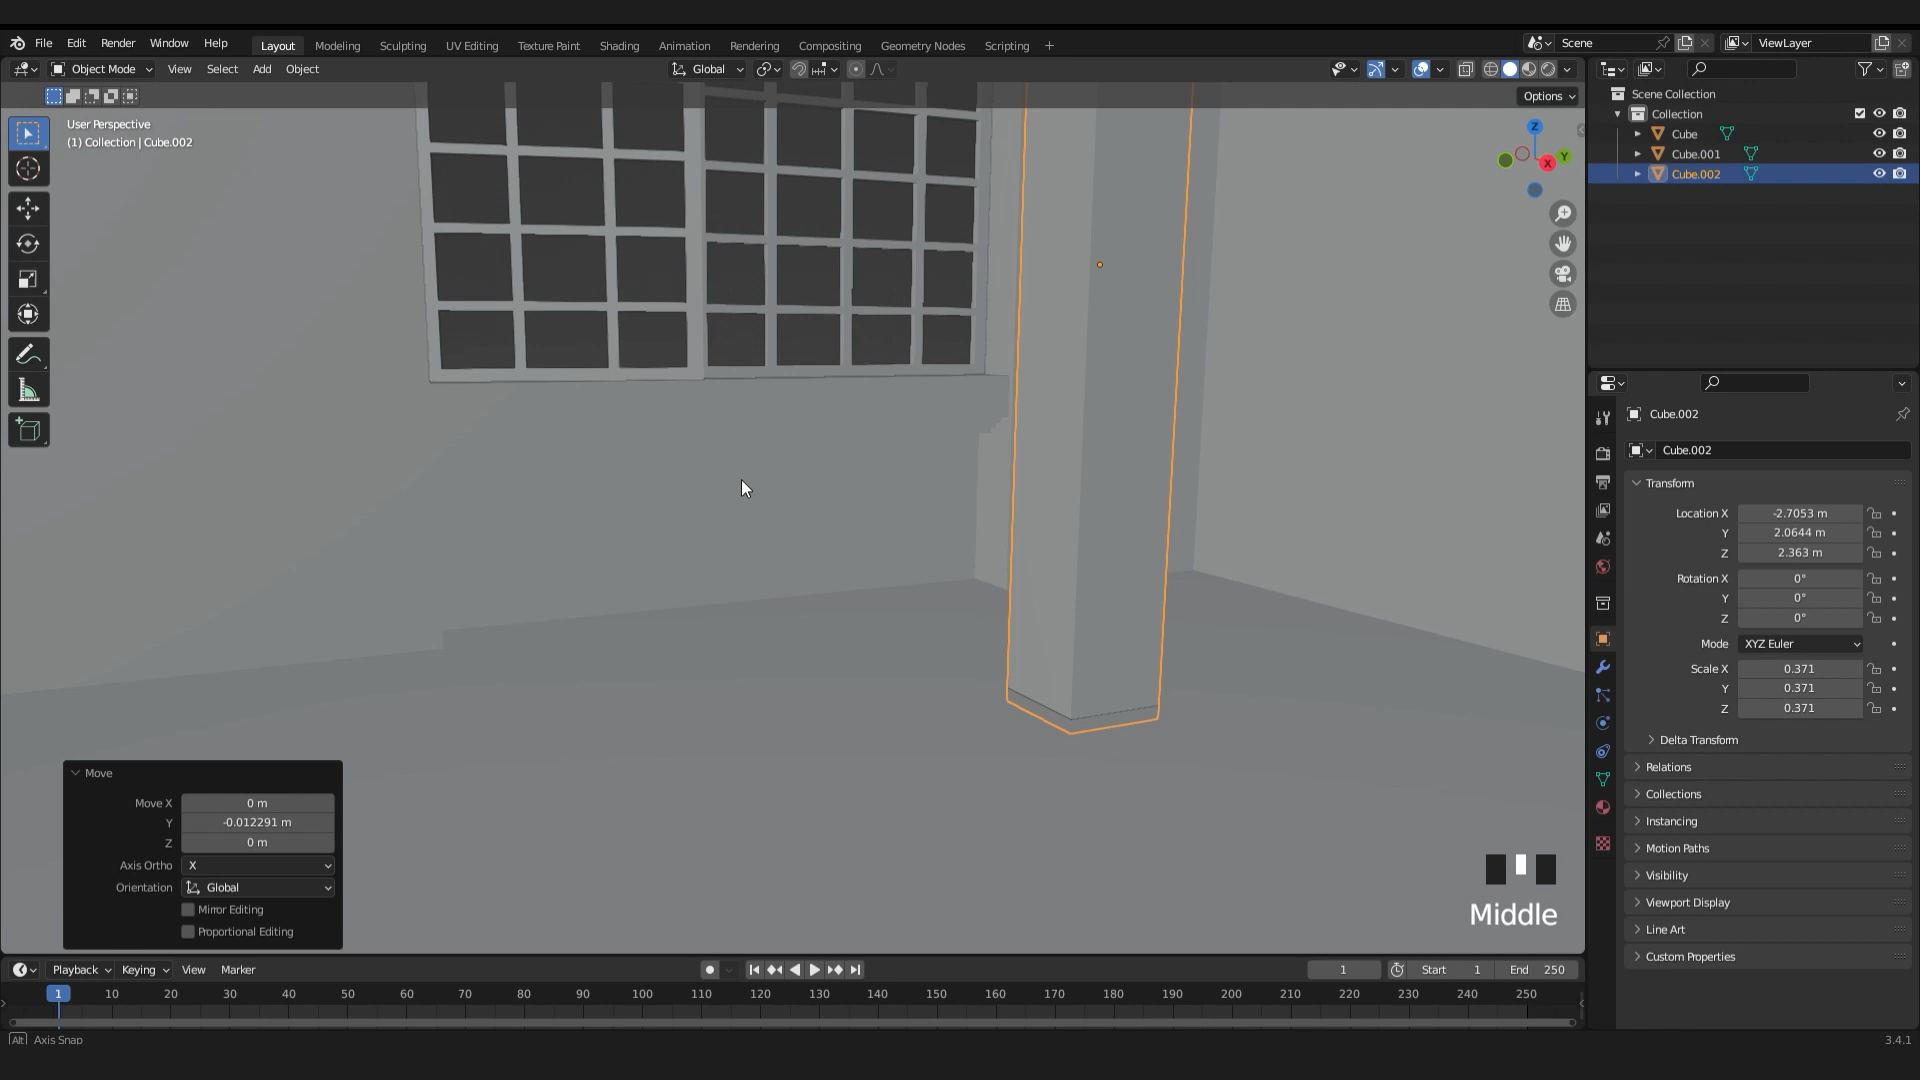 File Edit Render Window Help Layout Modeling Sculpting UV Editing Texture Paint Shading Animation Rendering Compositing Geometry Nodes Scripting + Scene ViewLayer
Object Mode View Select Add Object Global
Options
User Perspective
(1) Collection | Cube.002
Z
Y
X
Scene Collection
Collection
Cube
Cube.001
Cube.002
Cube.002
Cube.002
Transform
Location X -2.7053 m
Y 2.0644 m
Z 2.363 m
Rotation X 0°
Y 0°
Z 0°
Mode XYZ Euler
Scale X 0.371
Y 0.371
Z 0.371
Delta Transform
Relations
Collections
Instancing
Motion Paths
Visibility
Viewport Display
Line Art
Custom Properties
Move
Move X 0 m
Y -0.012291 m
Z 0 m
Axis Ortho X
Orientation Global
Mirror Editing
Proportional Editing
Middle
Playback Keying View Marker 1 Start 1 End 250
1 10 20 30 40 50 60 70 80 90 100 110 120 130 140 150 160 170 180 190 200 210 220 230 240 250
Alt Axis Snap 3.4.1